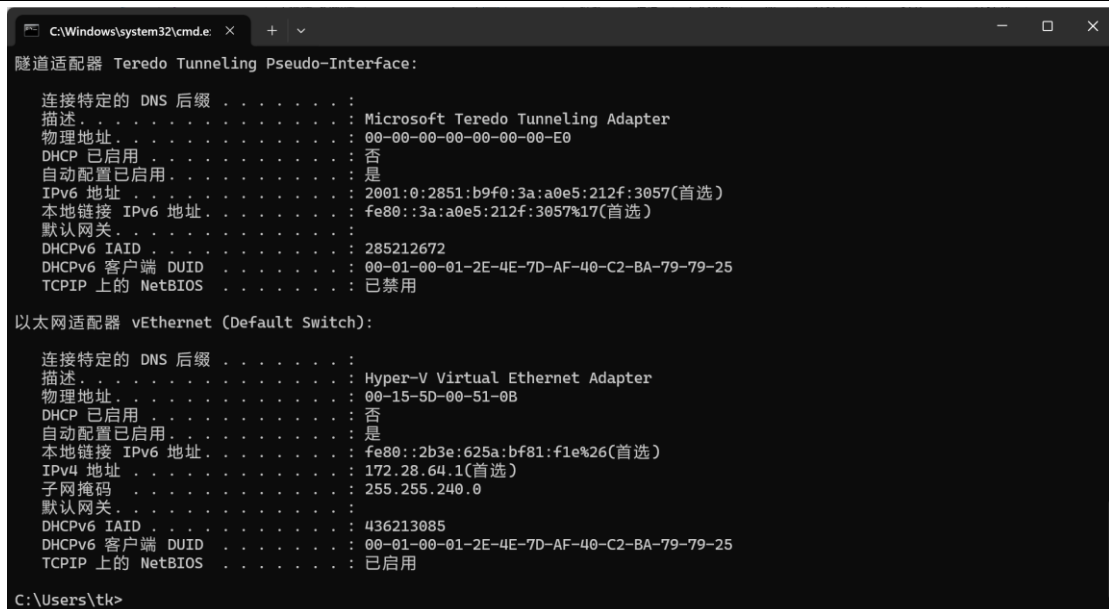 C:\Windows\system32\cmd.e:
隧道适配器 Teredo Tunneling Pseudo-Interface:
连接特定的 DNS 后缀 . . . . . . . :
描述. . . . . . . . . . . . . . . : Microsoft Teredo Tunneling Adapter
物理地址. . . . . . . . . . . . . : 00-00-00-00-00-00-00-E0
DHCP 已启用 . . . . . . . . . . . : 否
自动配置已启用. . . . . . . . . . : 是
IPv6 地址 . . . . . . . . . . . . : 2001:0:2851:b9f0:3a:a0e5:212f:3057(首选)
本地链接 IPv6 地址. . . . . . . . : fe80::3a:a0e5:212f:3057%17(首选)
默认网关. . . . . . . . . . . . . :
DHCPv6 IAID . . . . . . . . . . . : 285212672
DHCPv6 客户端 DUID  . . . . . . . : 00-01-00-01-2E-4E-7D-AF-40-C2-BA-79-79-25
TCPIP 上的 NetBIOS  . . . . . . . : 已禁用
以太网适配器 vEthernet (Default Switch):
连接特定的 DNS 后缀 . . . . . . . :
描述. . . . . . . . . . . . . . . : Hyper-V Virtual Ethernet Adapter
物理地址. . . . . . . . . . . . . : 00-15-5D-00-51-0B
DHCP 已启用 . . . . . . . . . . . : 否
自动配置已启用. . . . . . . . . . : 是
本地链接 IPv6 地址. . . . . . . . : fe80::2b3e:625a:bf81:f1e%26(首选)
IPv4 地址 . . . . . . . . . . . . : 172.28.64.1(首选)
子网掩码  . . . . . . . . . . . . : 255.255.240.0
默认网关. . . . . . . . . . . . . :
DHCPv6 IAID . . . . . . . . . . . : 436213085
DHCPv6 客户端 DUID  . . . . . . . : 00-01-00-01-2E-4E-7D-AF-40-C2-BA-79-79-25
TCPIP 上的 NetBIOS  . . . . . . . : 已启用
C:\Users\tk>